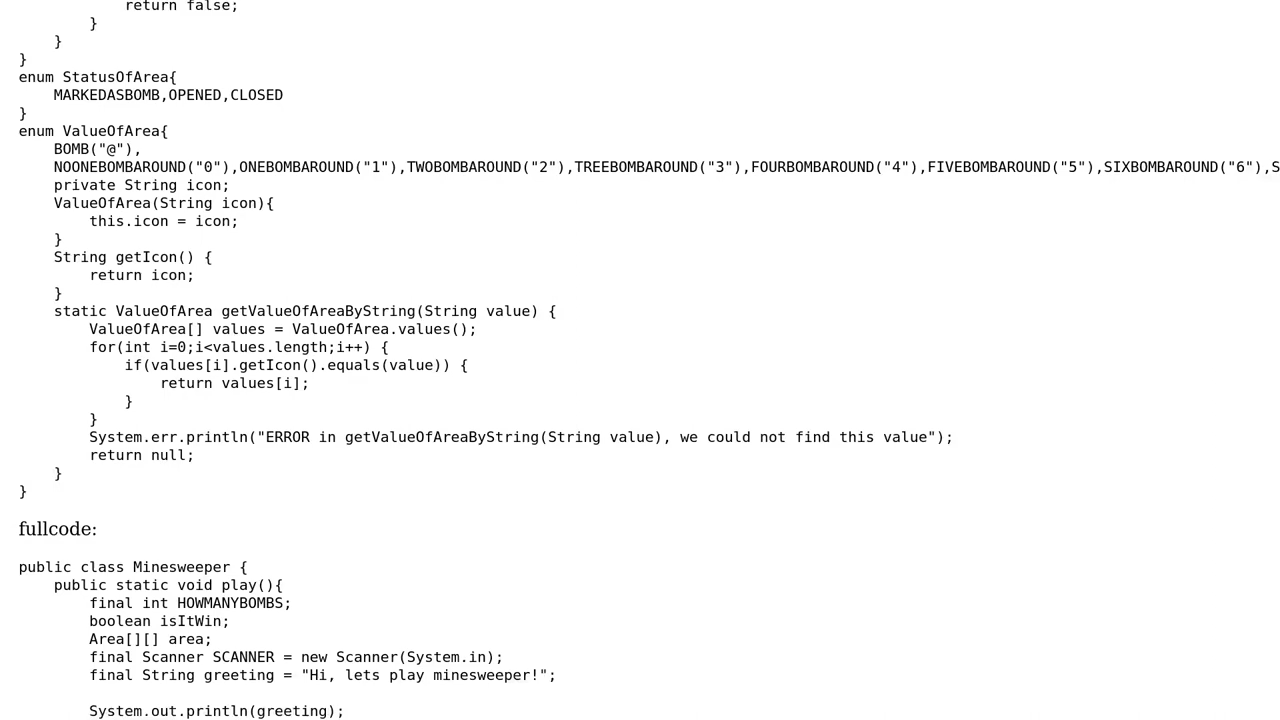 return false;
        }
    }
}
enum StatusOfArea{
    MARKEDASBOMB,OPENED,CLOSED
}
enum ValueOfArea{
    BOMB("@"),
    NOONEBOMBAROUND("0"),ONEBOMBAROUND("1"),TWOBOMBAROUND("2"),TREEBOMBAROUND("3"),FOURBOMBAROUND("4"),FIVEBOMBAROUND("5"),SIXBOMBAROUND("6"),S
    private String icon;
    ValueOfArea(String icon){
        this.icon = icon;
    }
    String getIcon() {
        return icon;
    }
    static ValueOfArea getValueOfAreaByString(String value) {
        ValueOfArea[] values = ValueOfArea.values();
        for(int i=0;i<values.length;i++) {
            if(values[i].getIcon().equals(value)) {
                return values[i];
            }
        }
        System.err.println("ERROR in getValueOfAreaByString(String value), we could not find this value");
        return null;
    }
}
fullcode:
public class Minesweeper {
    public static void play(){
        final int HOWMANYBOMBS;
        boolean isItWin;
        Area[][] area;
        final Scanner SCANNER = new Scanner(System.in);
        final String greeting = "Hi, lets play minesweeper!";
        System.out.println(greeting);